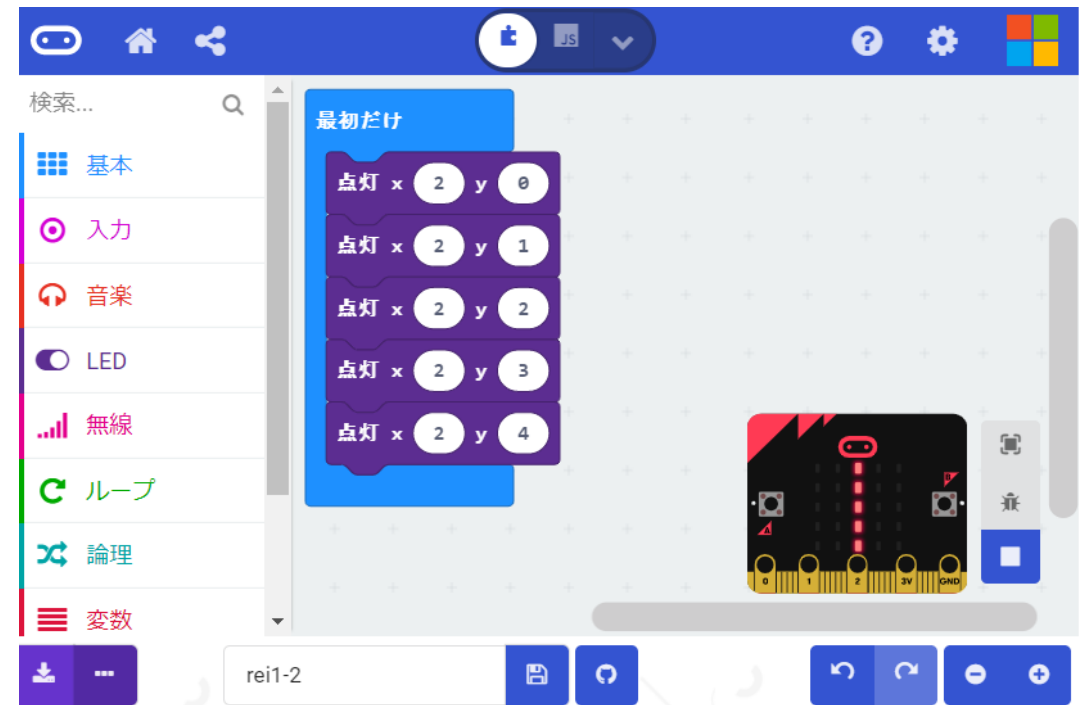 JS
検索...
基本
入力
音楽
LED
無線
ループ
論理
変数
最初だけ
点灯 x 2 y 0
点灯 x 2 y 1
点灯 x 2 y 2
点灯 x 2 y 3
点灯 x 2 y 4
B
A
0 1 2 3V GND
rei1-2